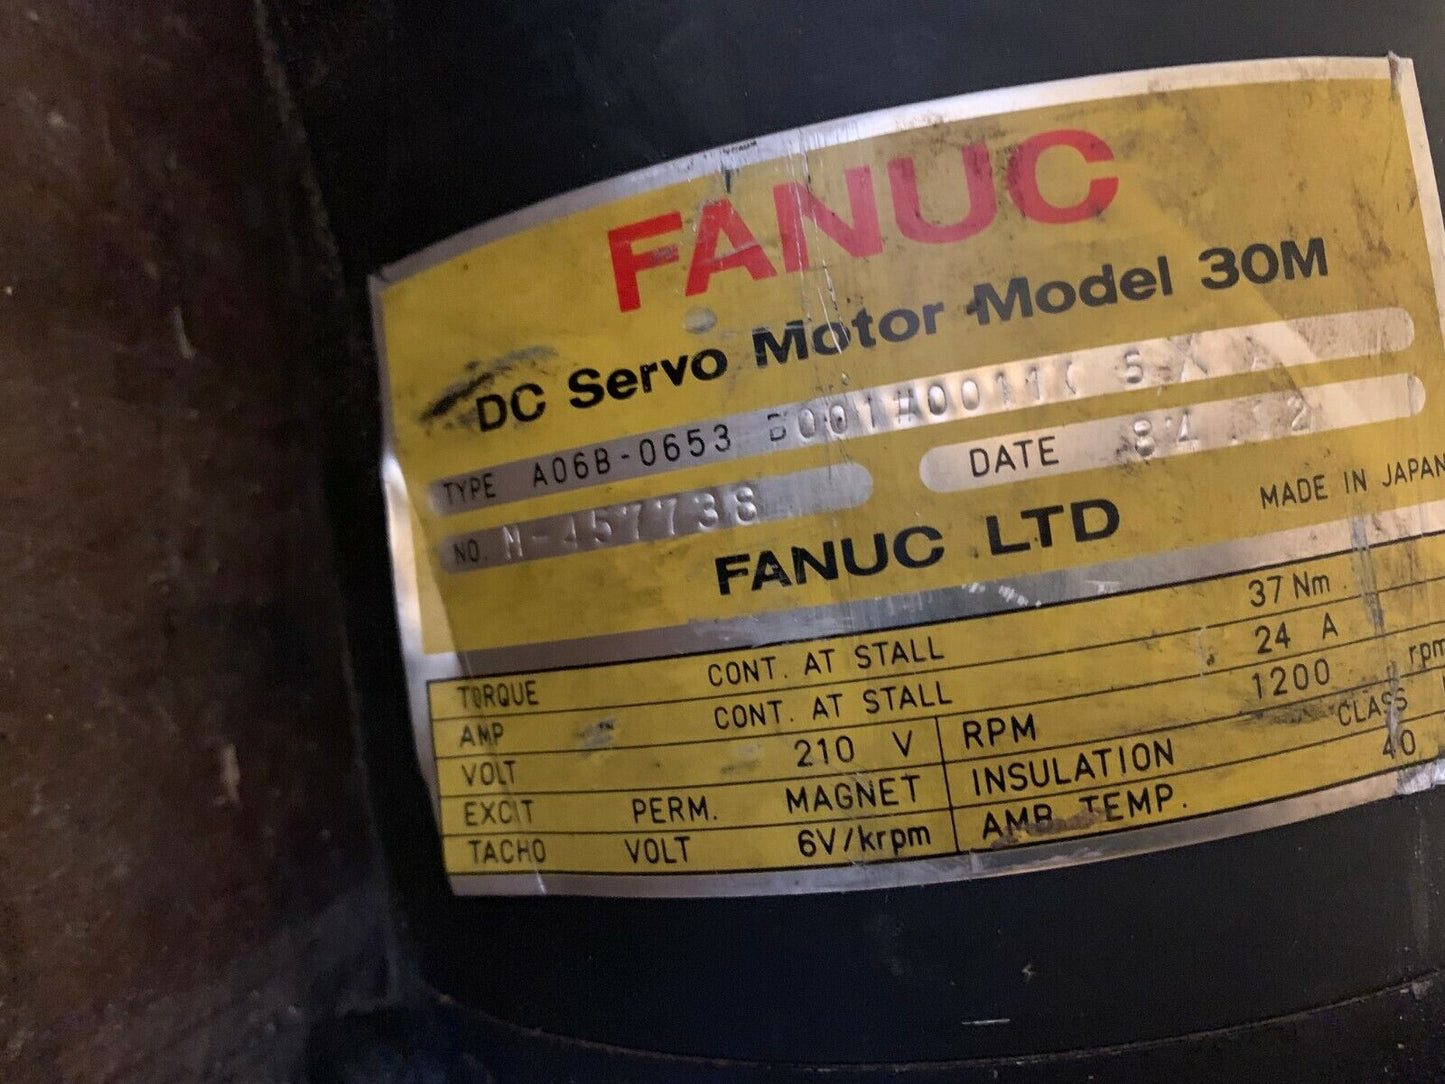 FANUC
DC Servo Motor Model 30M
TYPE A06B-0653
NO. M-457738
DATE
FANUC LTD
MADE IN JAPAN
TORQUE CONT. AT STALL 37 Nm
AMP CONT. AT STALL 24 A
VOLT 210 V RPM 1200 rpm
EXCIT PERM. MAGNET INSULATION CLASS
TACHO VOLT 6V/krpm AMB. TEMP. 40